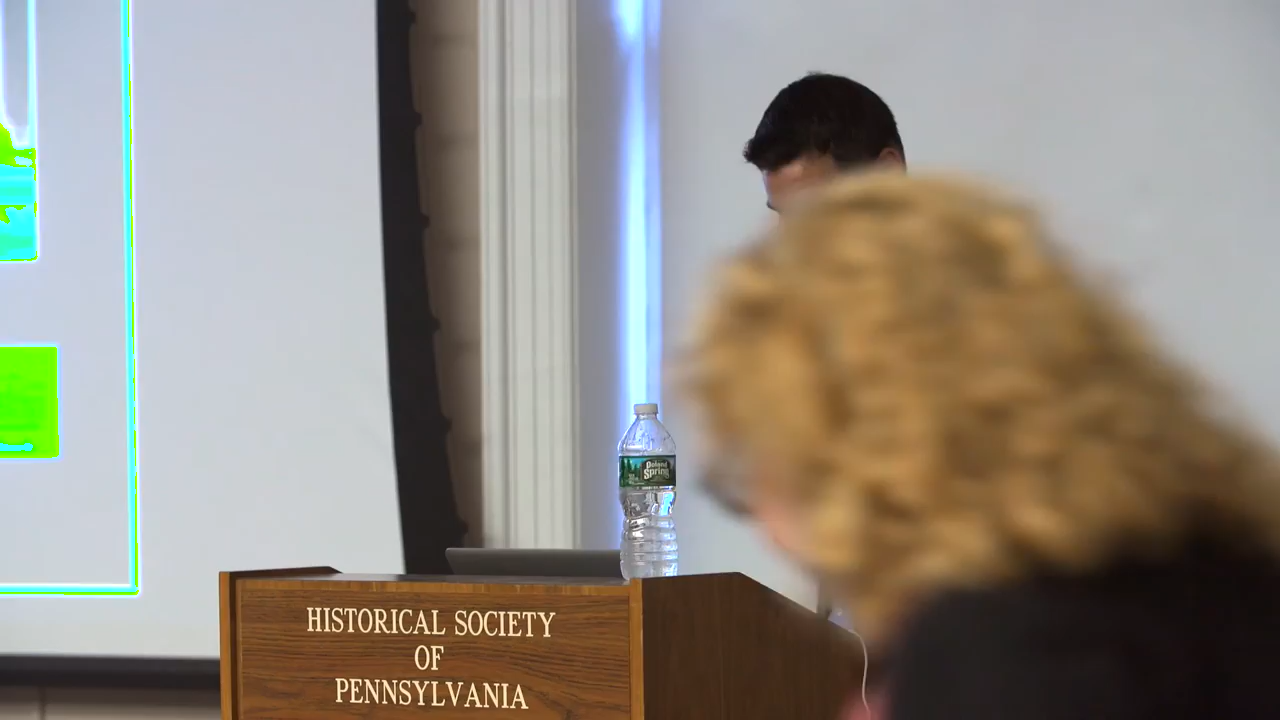 Poland
Spring
HISTORICAL SOCIETY
OF
PENNSYLVANIA